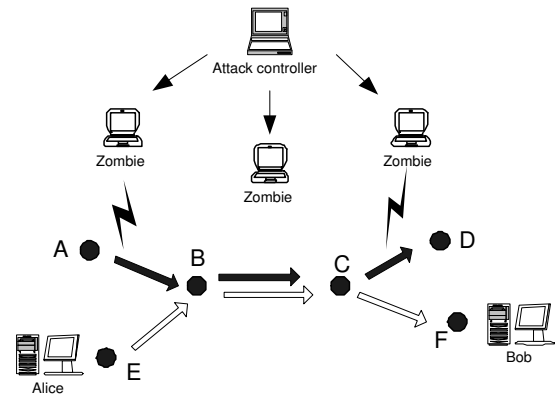 Attack controller
Zombie
Zombie
Zombie
A
B
C
D
E
F
Alice
Bob